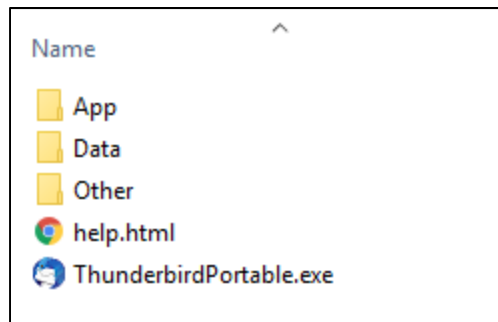 Name
App
Data
Other
help.html
ThunderbirdPortable.exe